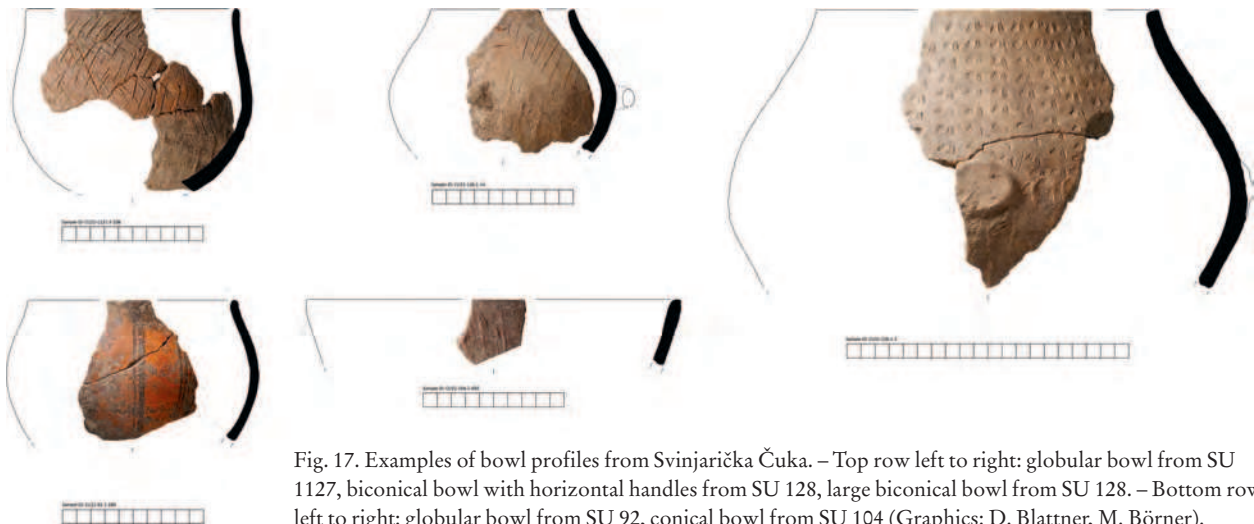 Fig. 17. Examples of bowl profiles from Svinjarička Čuka. – Top row left to right: globular bowl from SU
1127, biconical bowl with horizontal handles from SU 128, large biconical bowl from SU 128. – Bottom row
left to right: globular bowl from SU 92, conical bowl from SU 104 (Graphics: D. Blattner, M. Börner).